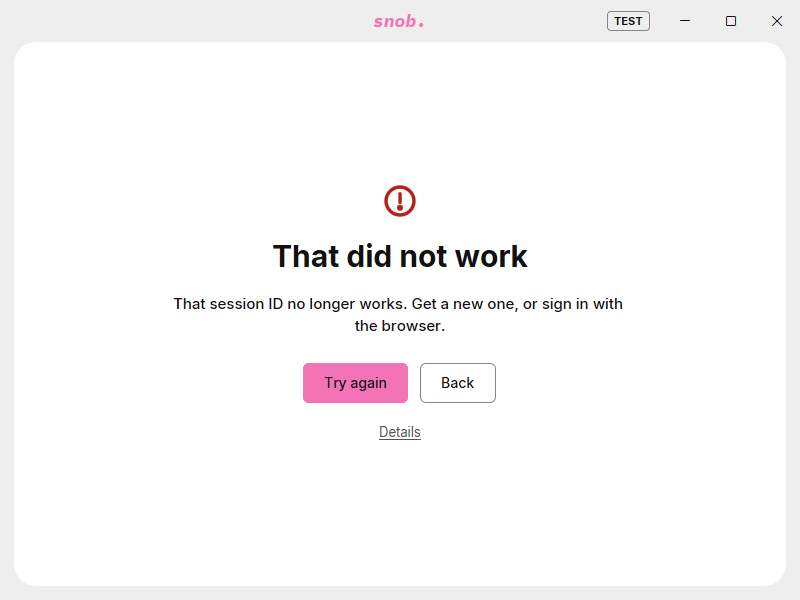 snob.
TEST
That did not work
That session ID no longer works. Get a new one, or sign in with
the browser.
Try again
Back
Details